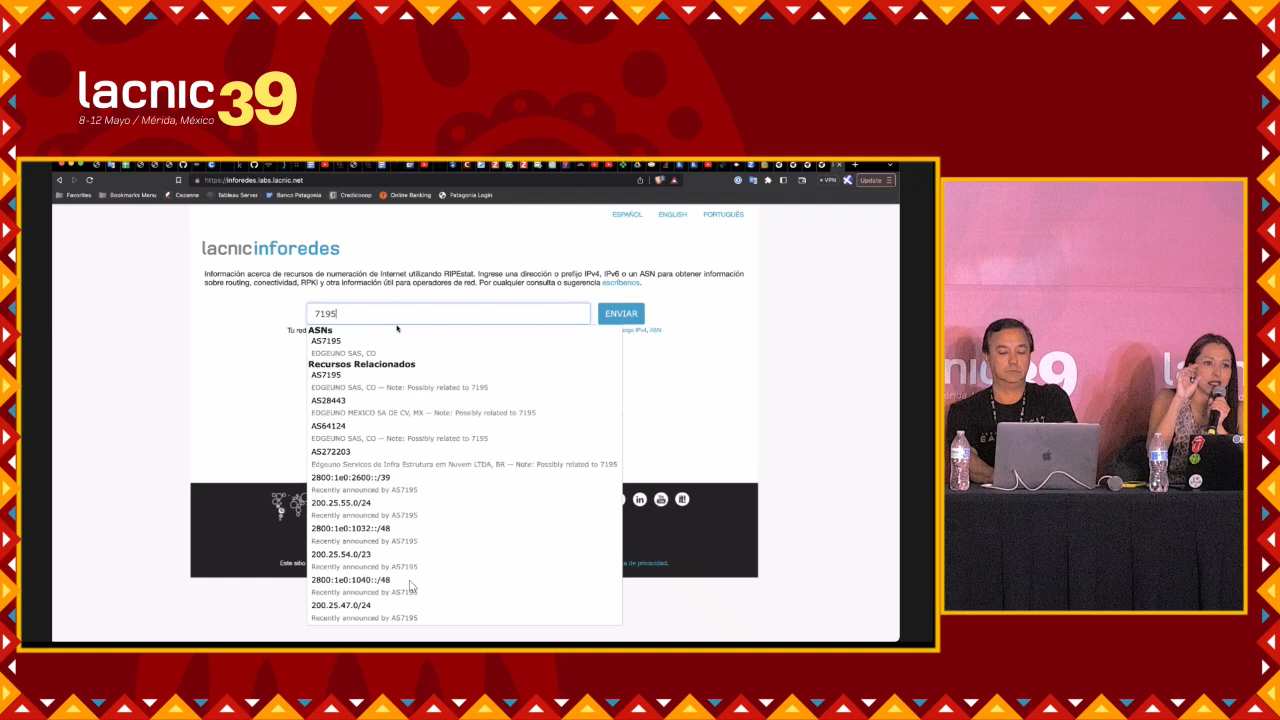 lacnic39
8-12 Mayo / Mérida, México
https://inforedes.labs.lacnic.net
Update
VPN
Favorites
Bookmarks Menu
Cezanne
Tableau Server
Banco Patagonia
Credicooop
Online Banking
Patagonia Login
ESPAÑOL ENGLISH PORTUGUÊS
lacnicinforedes
Información acerca de recursos de numeración de Internet utilizando RIPEstat. Ingrese una dirección o prefijo IPv4, IPv6 o un ASN para obtener información
sobre routing, conectividad, RPKI y otra información útil para operadores de red. Por cualquier consulta o sugerencia escríbenos.
7195
ENVIAR
Tu red
IPv4, ASN
ASNs
AS7195
EDGEUNO SAS, CO
Recursos Relacionados
AS7195
EDGEUNO SAS, CO -- Note: Possibly related to 7195
AS28443
EDGEUNO MEXICO SA DE CV, MX -- Note: Possibly related to 7195
AS64124
EDGEUNO SAS, CO -- Note: Possibly related to 7195
AS272203
Edgeuno Servicos de Infra Estrutura em Nuvem LTDA, BR -- Note: Possibly related to 7195
2800:1e0:2600::/39
Recently announced by AS7195
200.25.55.0/24
Recently announced by AS7195
2800:1e0:1032::/48
Recently announced by AS7195
200.25.54.0/23
Recently announced by AS7195
2800:1e0:1040::/48
Recently announced by AS7195
200.25.47.0/24
Recently announced by AS7195
Este sitio
de privacidad.